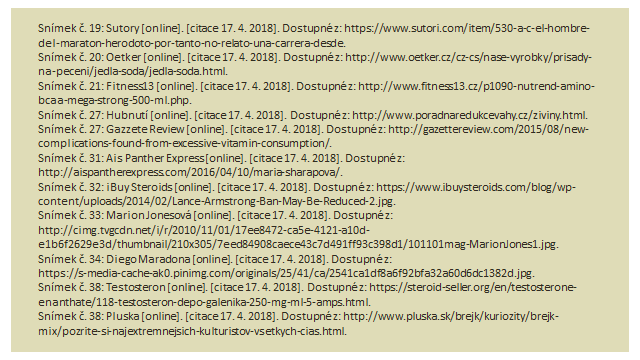 Snímek č. 19: Sutory [online]. [citace 17. 4. 2018]. Dostupné z: https://www.sutori.com/item/530-a-c-el-hombre-
del-maraton-herodoto-por-tanto-no-relato-una-carrera-desde.
Snímek č. 20: Oetker [online]. [citace 17. 4. 2018]. Dostupné z: http://www.oetker.cz/cz-cs/nase-vyrobky/prisady-
na-peceni/jedla-soda/jedla-soda.html.
Snímek č. 21: Fitness13 [online]. [citace 17. 4. 2018]. Dostupné z: http://www.fitness13.cz/p1090-nutrend-amino-
bcaa-mega-strong-500-ml.php.
Snímek č. 27: Hubnutí [online]. [citace 17. 4. 2018]. Dostupné z: http://www.poradnaredukcevahy.cz/ziviny.html.
Snímek č. 27: Gazzete Review [online]. [citace 17. 4. 2018]. Dostupné z: http://gazettereview.com/2015/08/new-
complications-found-from-excessive-vitamin-consumption/.
Snímek č. 31: Ais Panther Express [online]. [citace 17. 4. 2018]. Dostupné z:
http://aispantherexpress.com/2016/04/10/maria-sharapova/.
Snímek č. 32: iBuy Steroids [online]. [citace 17. 4. 2018]. Dostupné z: https://www.ibuysteroids.com/blog/wp-
content/uploads/2014/02/Lance-Armstrong-Ban-May-Be-Reduced-2.jpg.
Snímek č. 33: Marion Jonesová [online]. [citace 17. 4. 2018]. Dostupné z:
http://cimg.tvgcdn.net/i/r/2010/11/01/17ee8472-ca5e-4121-a10d-
e1b6f2629e3d/thumbnail/210x305/7eed84908caece43c7d491ff93c398d1/101101mag-MarionJones1.jpg.
Snímek č. 34: Diego Maradona [online]. [citace 17. 4. 2018]. Dostupné z:
https://s-media-cache-ak0.pinimg.com/originals/25/41/ca/2541ca1df8a6f92bfa32a60d6dc1382d.jpg.
Snímek č. 38: Testosteron [online]. [citace 17. 4. 2018]. Dostupné z: https://steroid-seller.org/en/testosterone-
enanthate/118-testosteron-depo-galenika-250-mg-ml-5-amps.html.
Snímek č. 38: Pluska [online]. [citace 17. 4. 2018]. Dostupné z: http://www.pluska.sk/brejk/kuriozity/brejk-
mix/pozrite-si-najextremnejsich-kulturistov-vsetkych-cias.html.